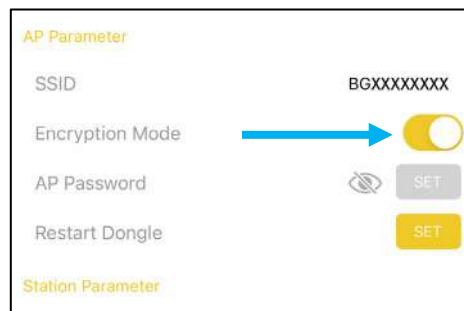 AP Parameter
SSID BGXXXXXXXX
Encryption Mode
AP Password SET
Restart Dongle SET
Station Parameter